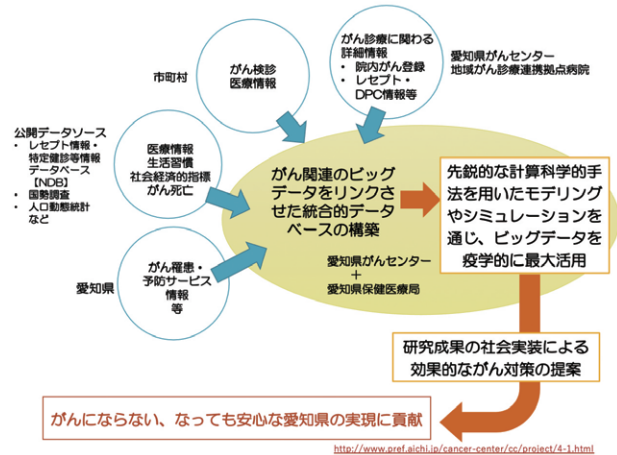 がん診療に関わる
詳細情報
・ 院内がん登録
・ レセプト・
DPC情報等
愛知県がんセンター
地域がん診療連携拠点病院
市町村
がん検診
医療情報
公開データソース
・ レセプト情報・
特定健診等情報
データベース
【NDB】
・ 国勢調査
・ 人口動態統計
など
医療情報
生活習慣
社会経済的指標
がん死亡
愛知県
がん罹患・
予防サービス
情報
等
がん関連のビッグ
データをリンクさ
せた統合的データ
ベースの構築
愛知県がんセンター
＋
愛知県保健医療局
先鋭的な計算科学的手
法を用いたモデリング
やシミュレーションを
通じ、ビッグデータを
疫学的に最大活用
研究成果の社会実装による
効果的ながん対策の提案
がんにならない、なっても安心な愛知県の実現に貢献
http://www.pref.aichi.jp/cancer-center/cc/project/4-1.html